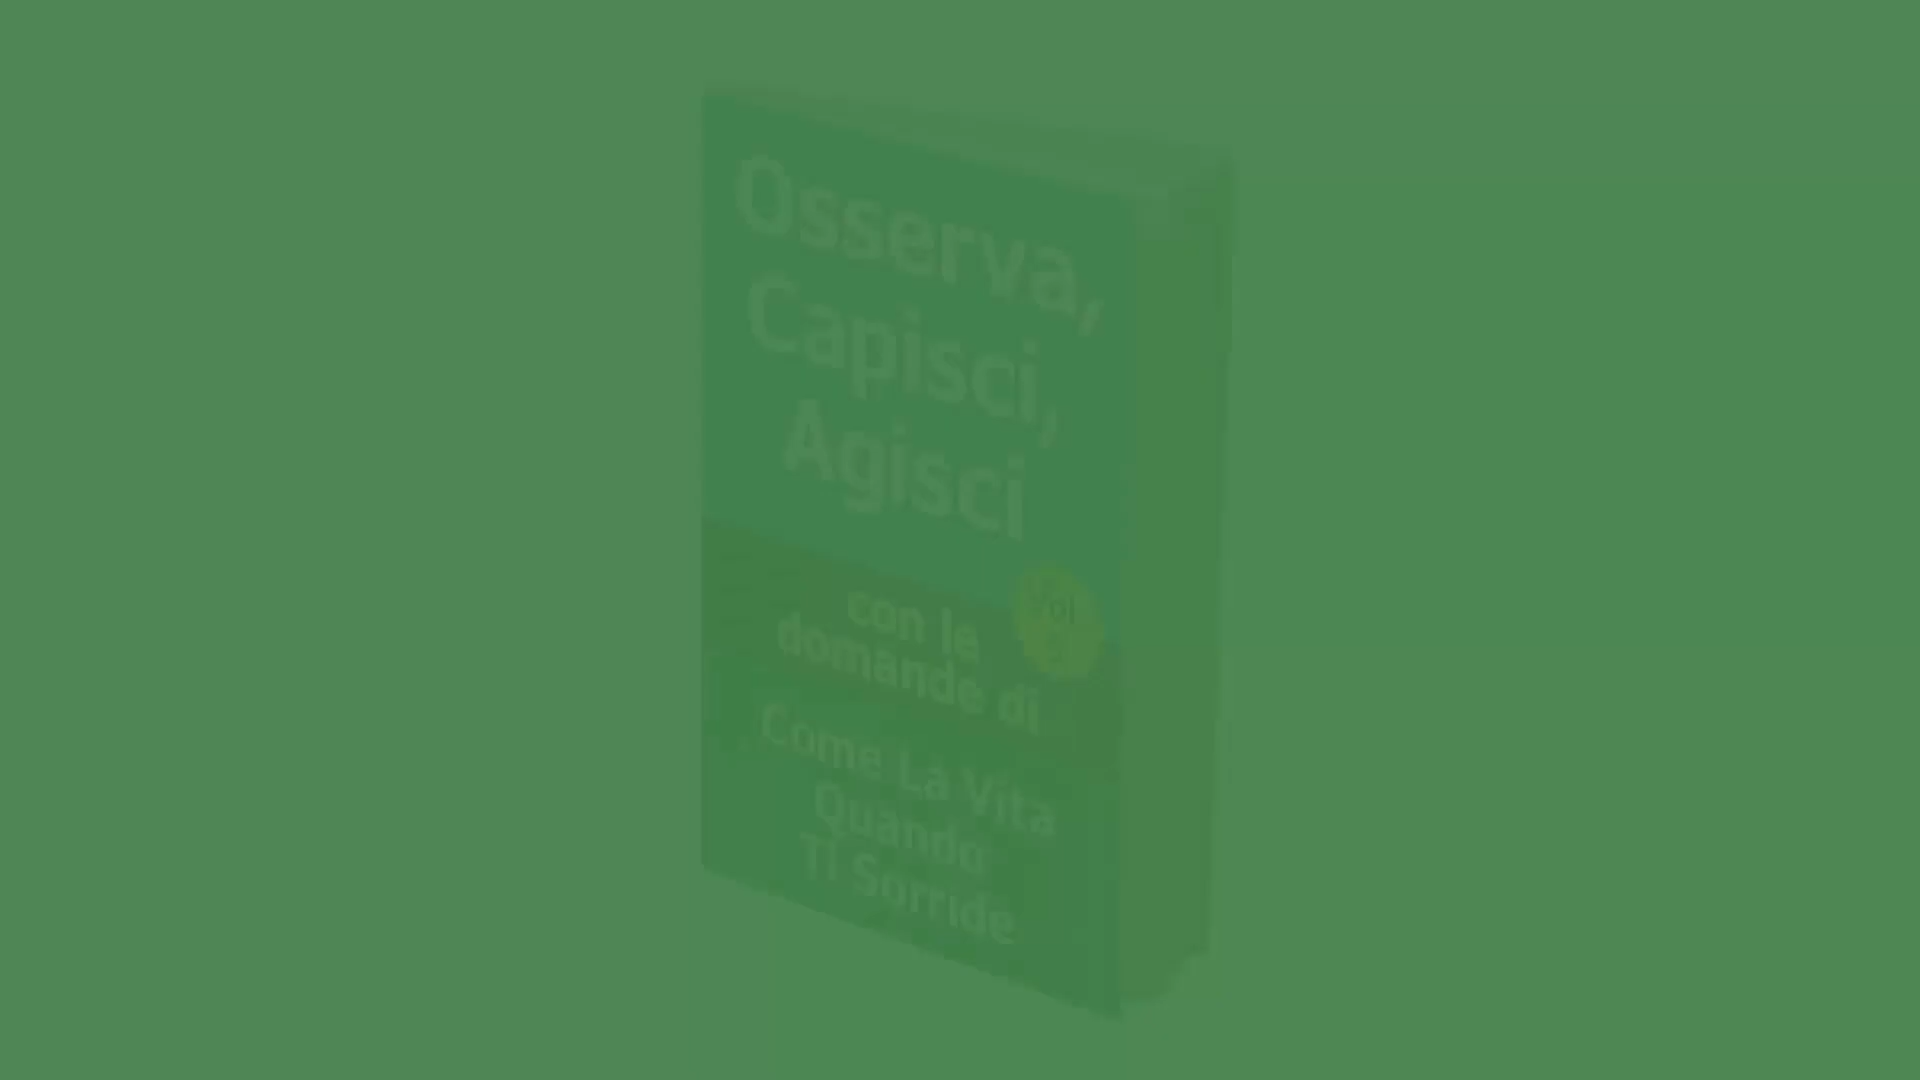 Osserva,
Capisci,
Agisci
con le
domande di
Come La Vita
Quando
Ti Sorride